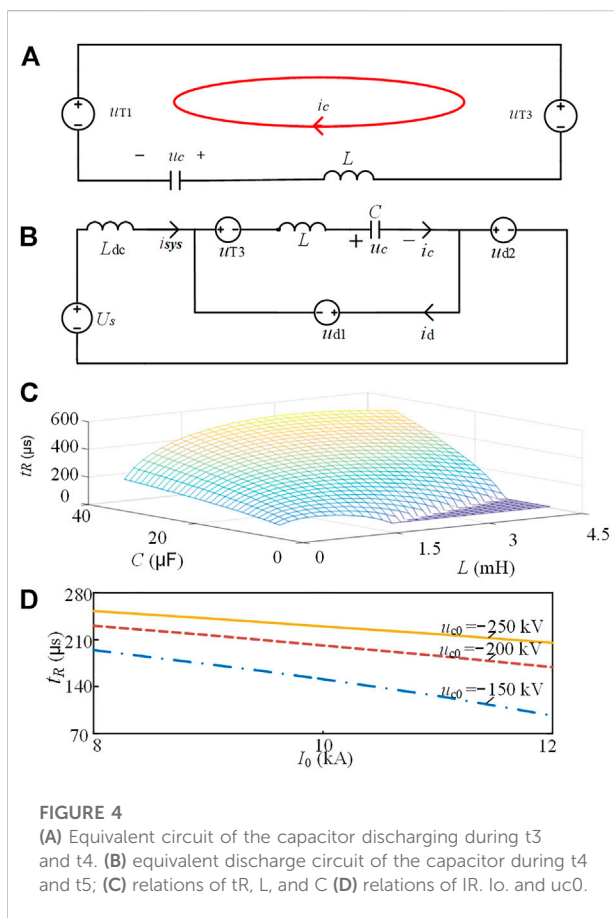 A
uT1
ic
uT3
− uc +
L
B
Ldc
isys
uT3
L
C
+ uc −
ic
ud2
Us
ud1
id
C
600
400
200
0
tR (μs)
40
20
0
C (μF)
0
1.5
3
4.5
L (mH)
D
280
210
140
70
tR (μs)
uc0=−250 kV
uc0=−200 kV
uc0=−150 kV
8
10
12
I0 (kA)
FIGURE 4
(A) Equivalent circuit of the capacitor discharging during t3
and t4. (B) equivalent discharge circuit of the capacitor during t4
and t5; (C) relations of tR, L, and C (D) relations of IR. Io. and uc0.